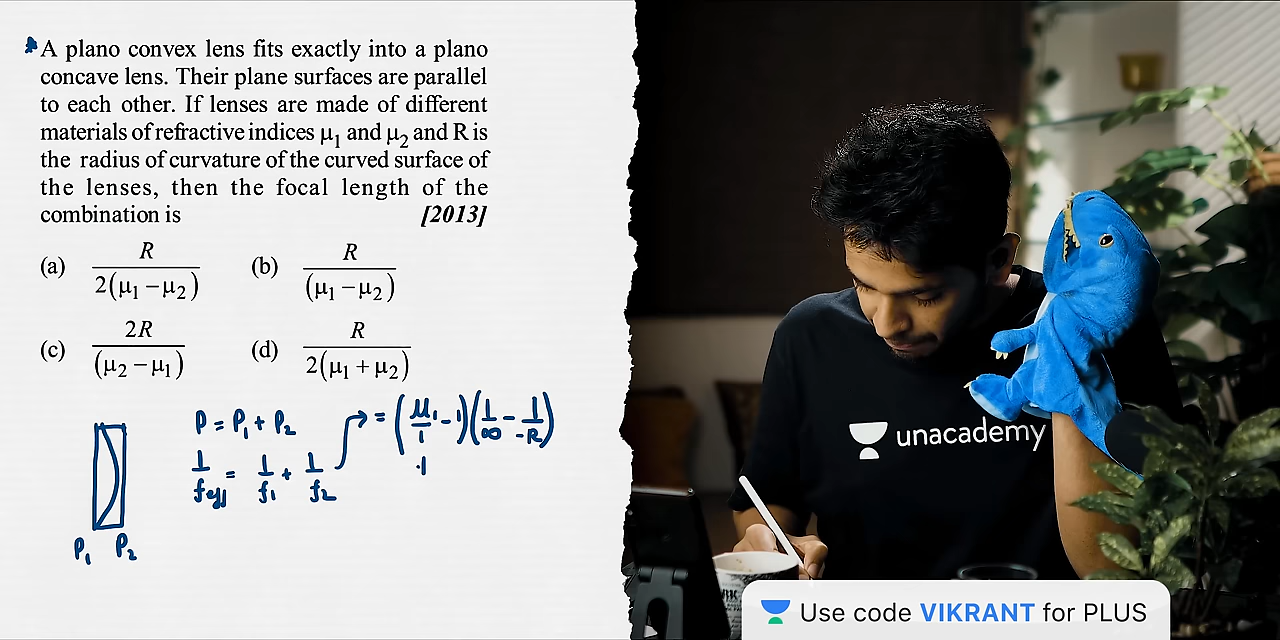 A plano convex lens fits exactly into a plano
concave lens. Their plane surfaces are parallel
to each other. If lenses are made of different
materials of refractive indices μ₁ and μ₂ and R is
the radius of curvature of the curved surface of
the lenses, then the focal length of the
combination is [2013]
(a) R/2(μ₁ − μ₂) (b) R/(μ₁ − μ₂)
(c) 2R/(μ₂ − μ₁) (d) R/2(μ₁ + μ₂)
P = P₁ + P₂
= (μ₁/1 - 1)(1/∞ - 1/-R)
1/feff = 1/f₁ + 1/f₂
P₁ P₂
unacademy
Use code VIKRANT for PLUS